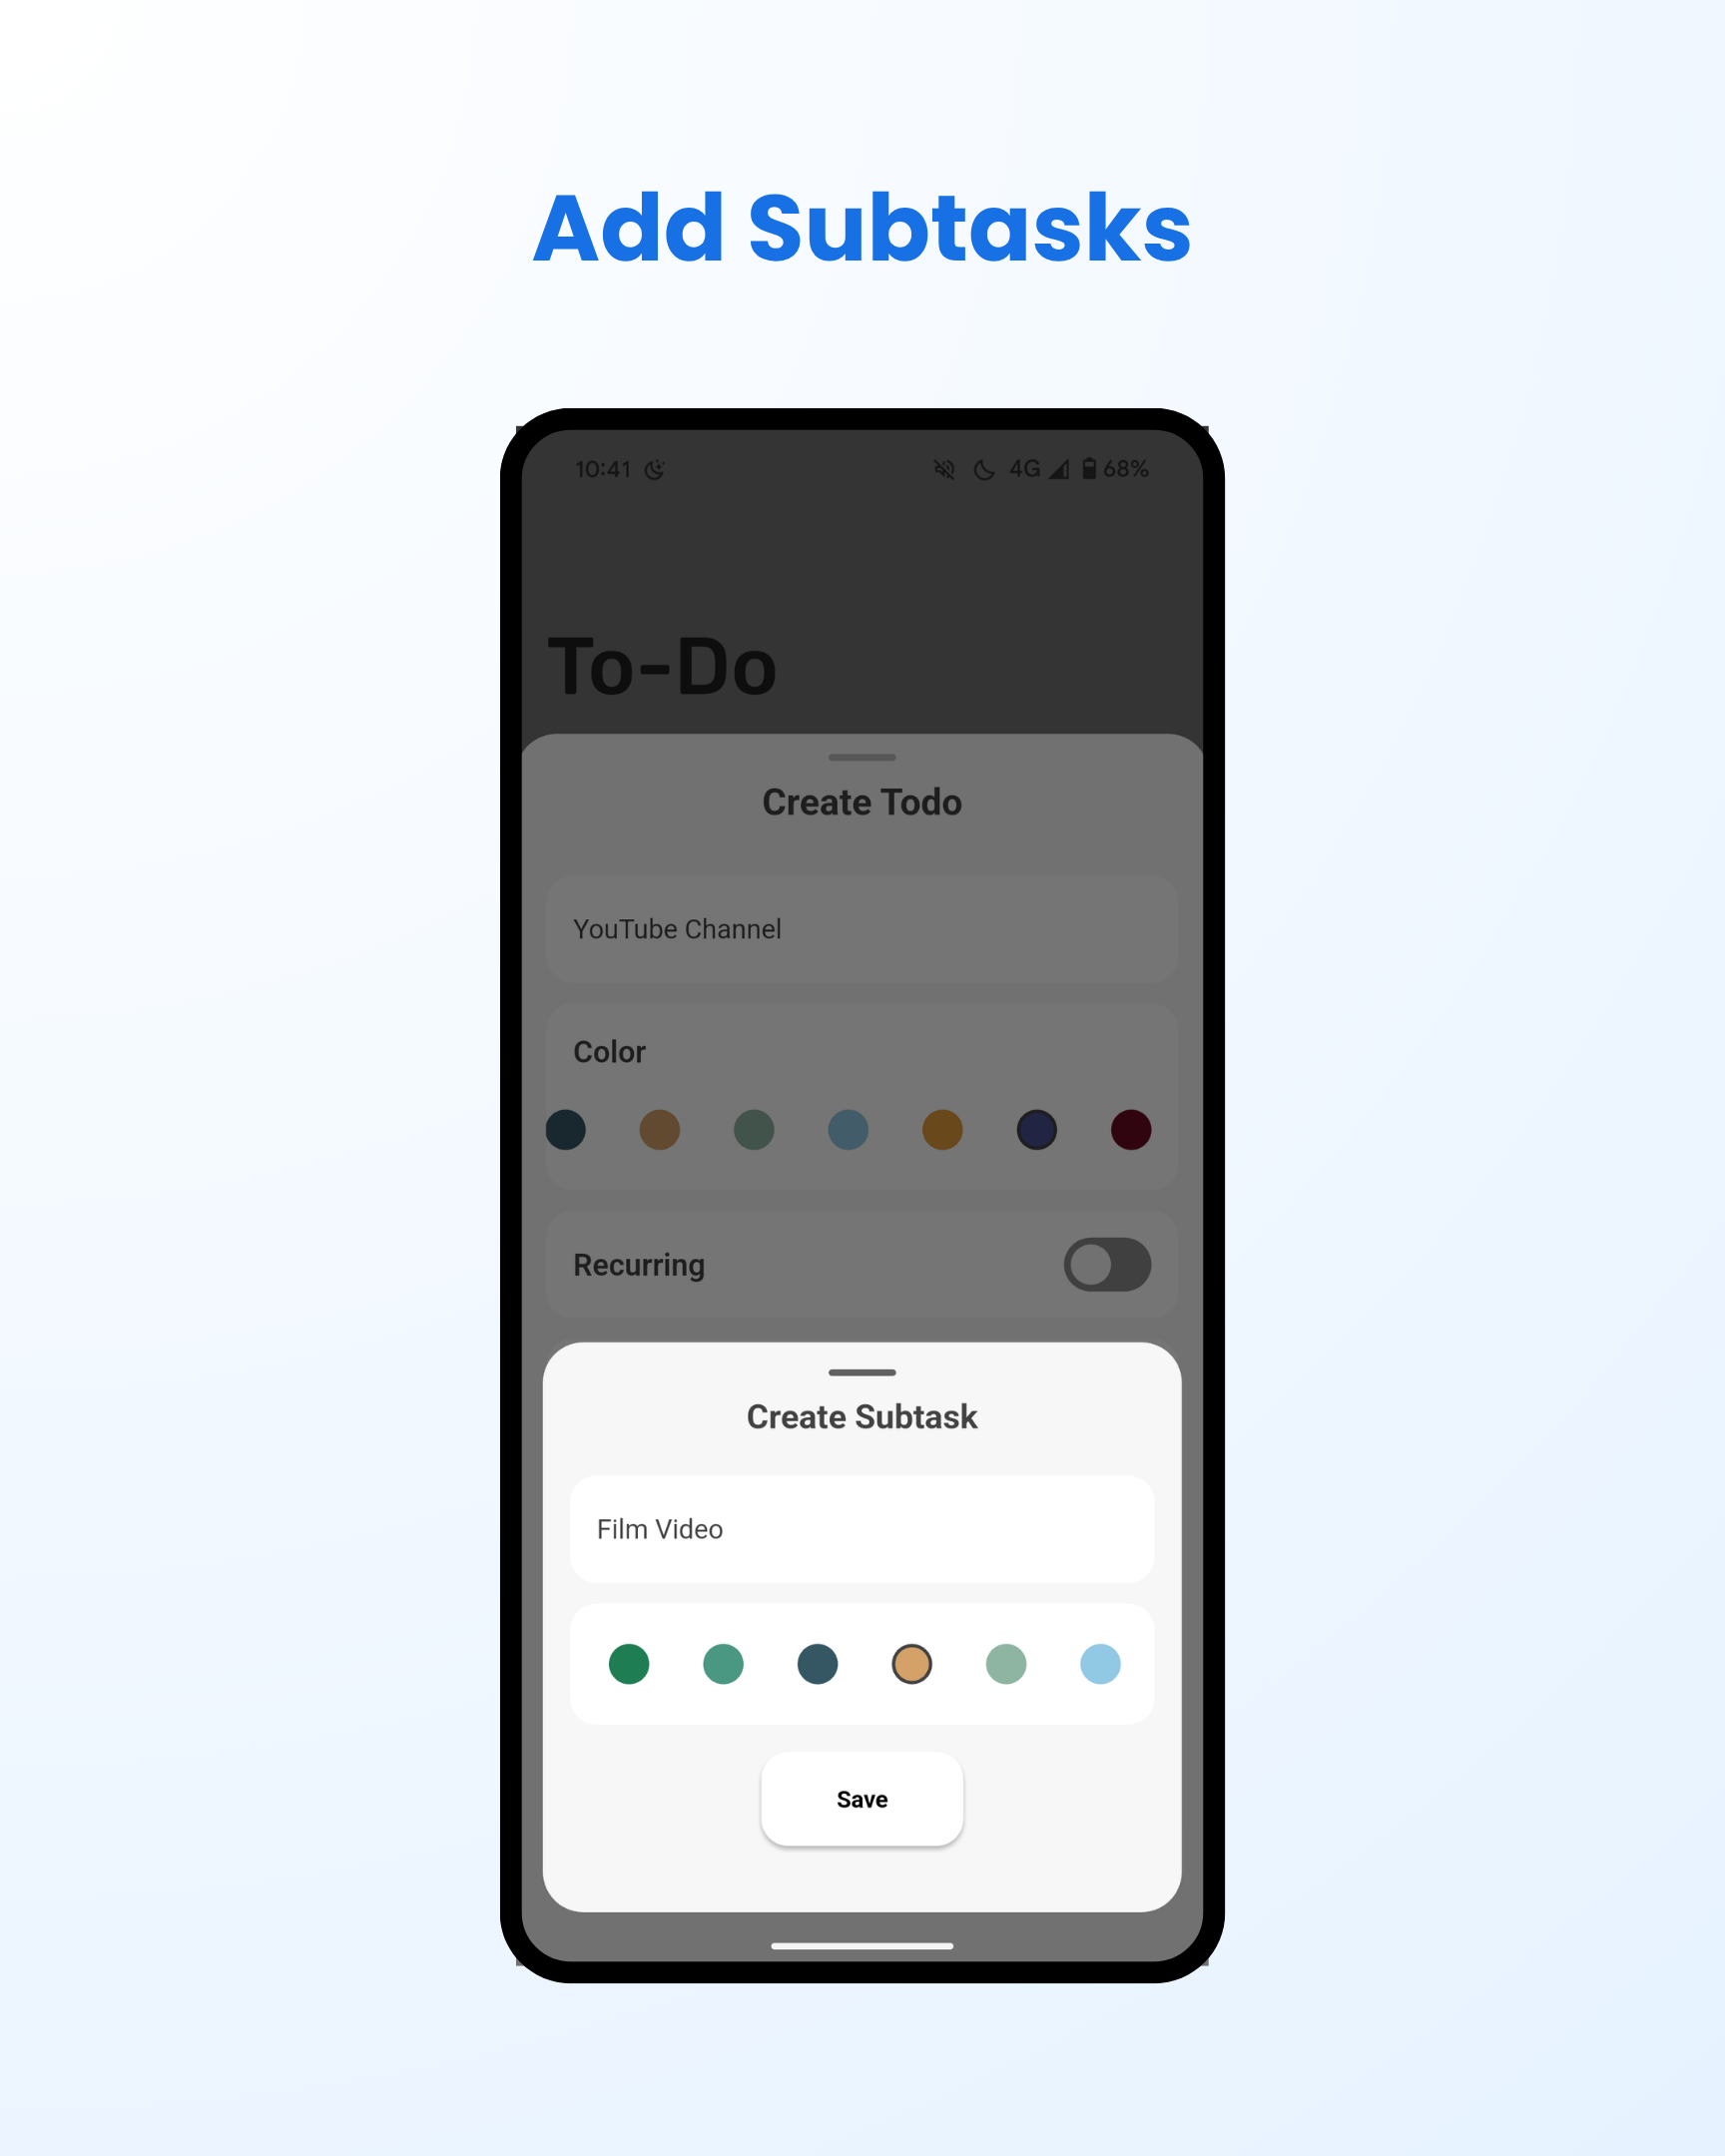 Add Subtasks
10:41 4G 68%
To-Do
Create Todo
YouTube Channel
Color
Recurring
Create Subtask
Film Video
Save